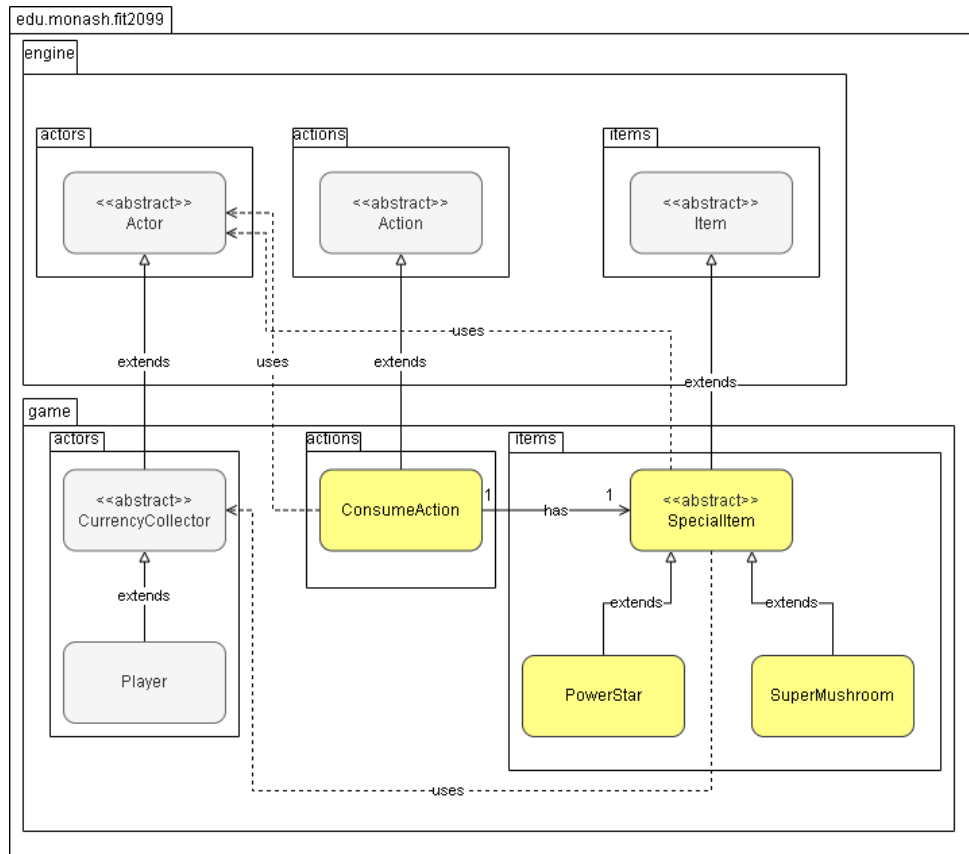 edu.monash.fit2099
engine
actors
actions
items
<<abstract>>
Actor
<<abstract>>
Action
<<abstract>>
Item
uses
extends
uses
extends
extends
game
actors
actions
items
<<abstract>>
CurrencyCollector
ConsumeAction
1
has
1
<<abstract>>
SpecialItem
extends
extends
extends
Player
PowerStar
SuperMushroom
uses